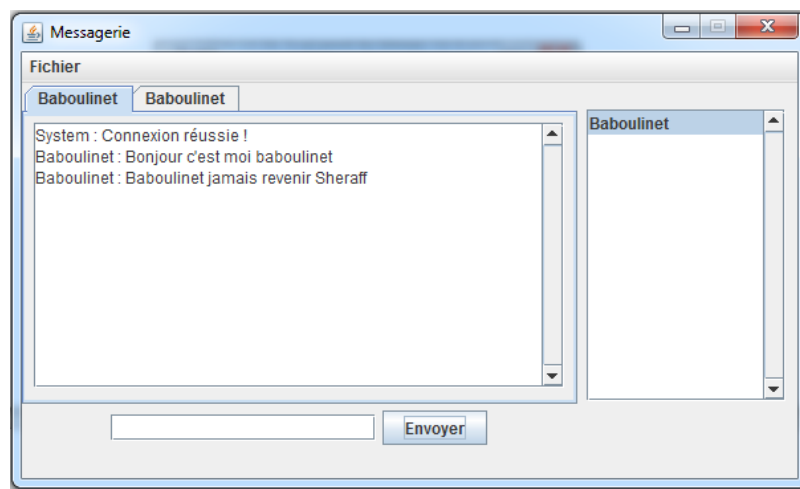 Messagerie
Fichier
Baboulinet Baboulinet
System : Connexion réussie !
Baboulinet : Bonjour c'est moi baboulinet
Baboulinet : Baboulinet jamais revenir Sheraff
Baboulinet
Envoyer